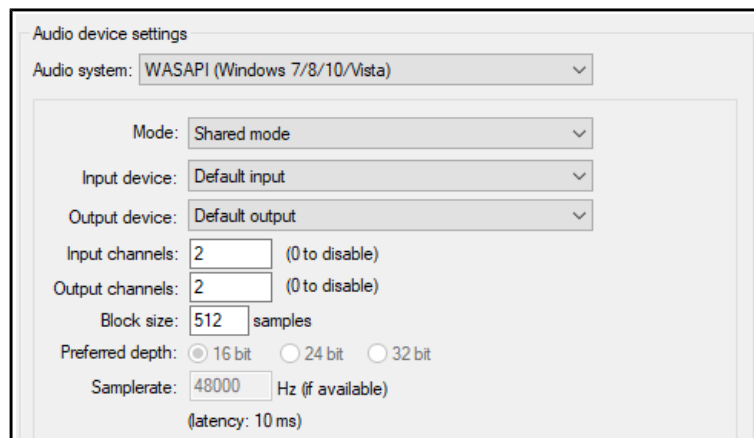 Audio device settings
Audio system: WASAPI (Windows 7/8/10/Vista)
Mode: Shared mode
Input device: Default input
Output device: Default output
Input channels: 2 (0 to disable)
Output channels: 2 (0 to disable)
Block size: 512 samples
Preferred depth: 16 bit 24 bit 32 bit
Samplerate: 48000 Hz (if available)
(latency: 10 ms)